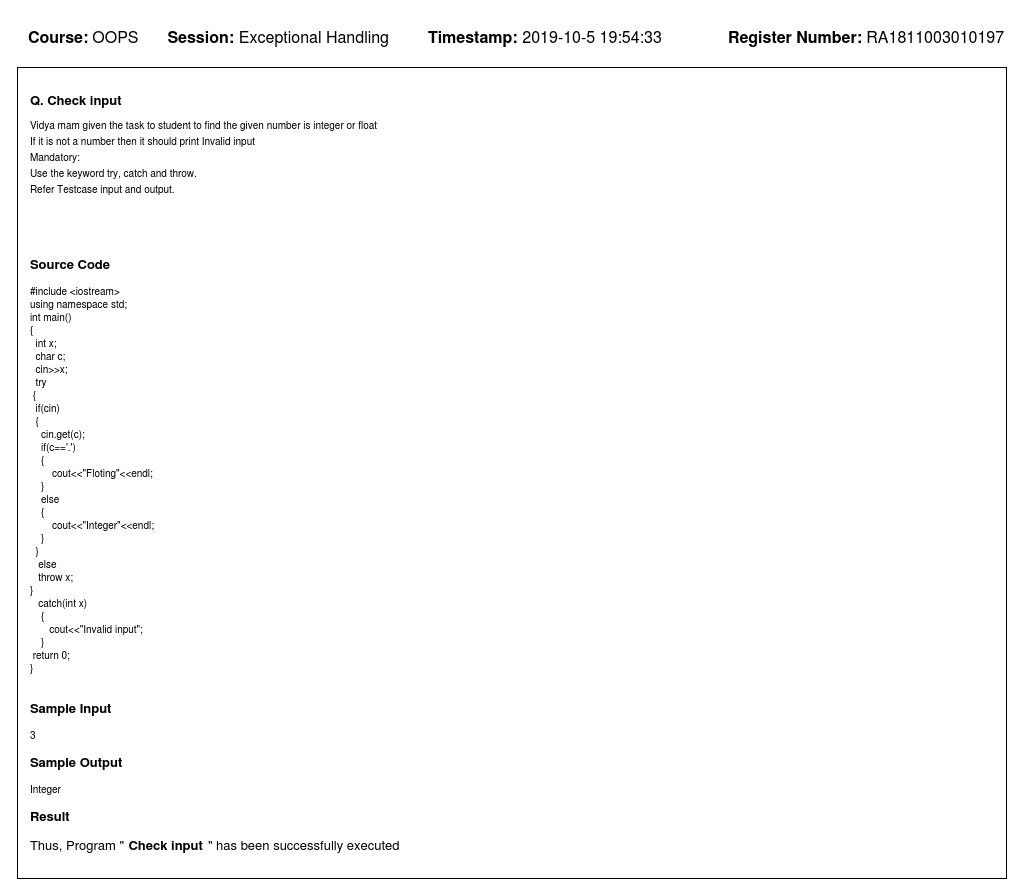 Course: OOPS Session: Exceptional Handling Timestamp: 2019-10-5 19:54:33 Register Number: RA1811003010197
Q. Check input
Vidya mam given the task to student to find the given number is integer or float
If it is not a number then it should print Invalid input
Mandatory:
Use the keyword try, catch and throw.
Refer Testcase input and output.
Source Code
#include <iostream>
using namespace std;
int main()
{
int x;
char c;
cin>>x;
try
{
if(cin)
{
cin.get(c);
if(c=='.')
{
cout<<"Floting"<<endl;
}
else
{
cout<<"Integer"<<endl;
}
}
else
throw x;
}
catch(int x)
{
cout<<"Invalid input";
}
return 0;
}
Sample Input
3
Sample Output
Integer
Result
Thus, Program " Check input " has been successfully executed